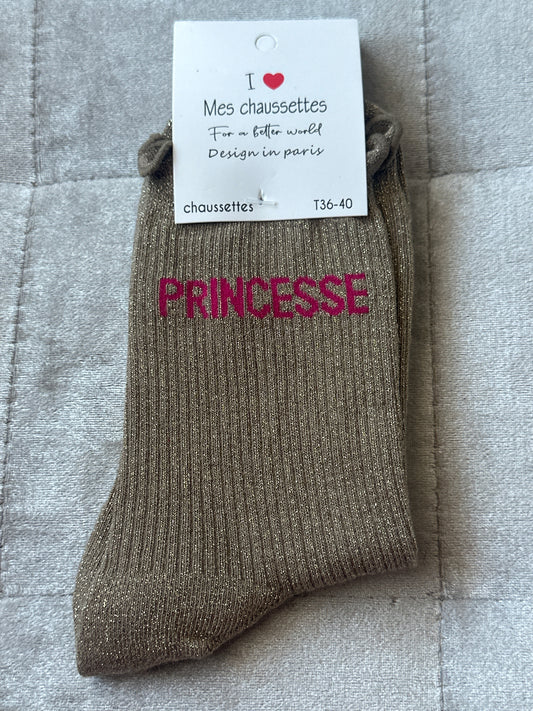 I ❤ 
Mes chaussettes
For a better world
Design in paris
chaussettes T36-40
PRINCESSE